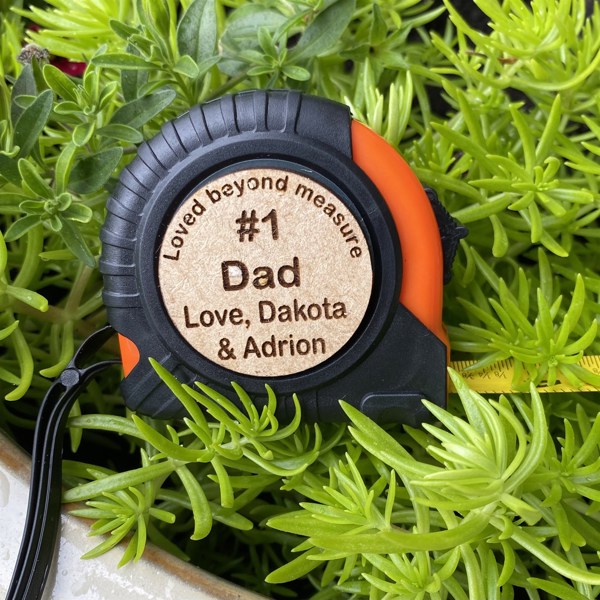 Loved beyond measure
#1
Dad
Love, Dakota
& Adrion